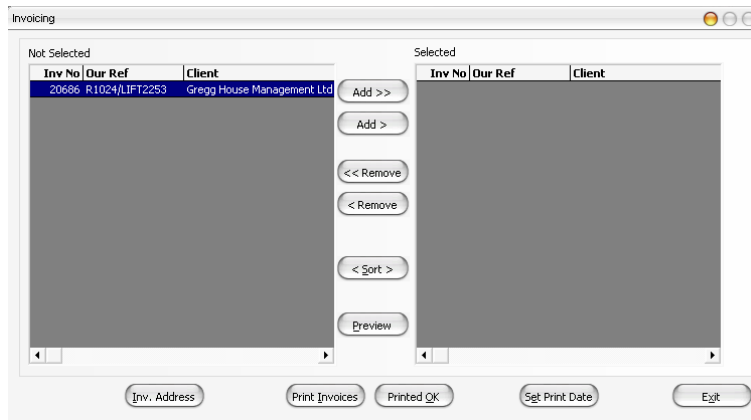 Invoicing
Not Selected
Selected
Inv No Our Ref Client
Inv No Our Ref Client
20686 R1024/LIFT2253 Gregg House Management Ltd
Add >>
Add >
<< Remove
< Remove
< Sort >
Preview
Inv. Address
Print Invoices
Printed OK
Set Print Date
Exit